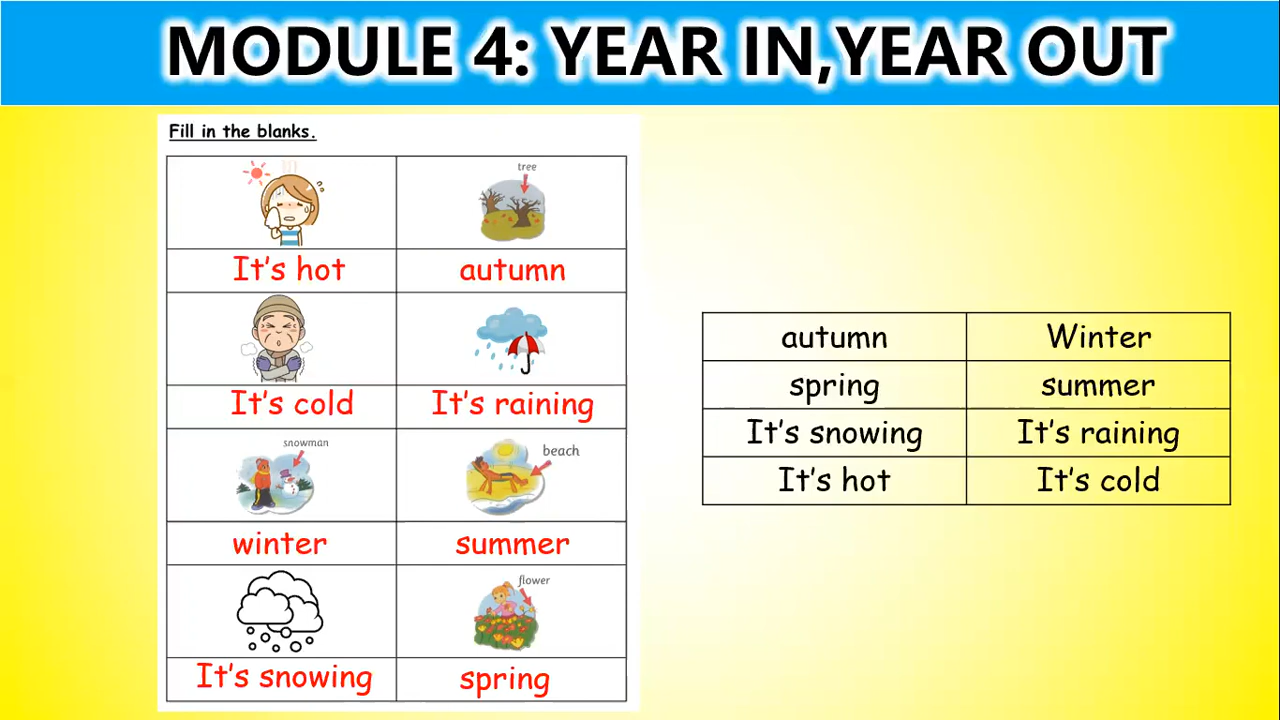 MODULE 4: YEAR IN,YEAR OUT
Fill in the blanks.
tree
It's hot
autumn
It's cold
It's raining
snowman
beach
winter
summer
flower
It's snowing
spring
autumn
Winter
spring
summer
It's snowing
It's raining
It's hot
It's cold